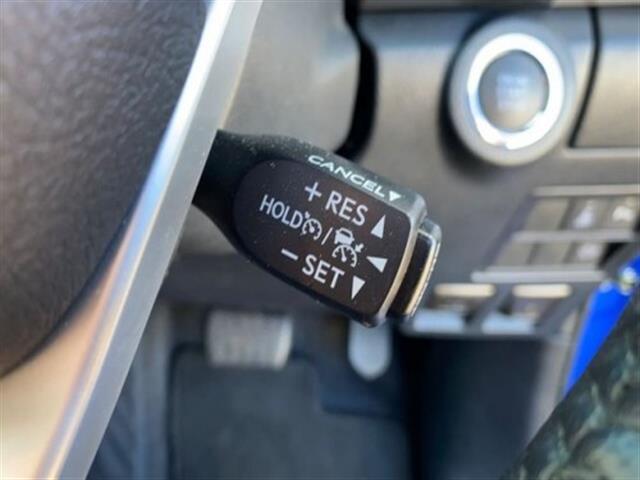 CANCEL▼
+ RES ▲
HOLD /
− SET ▼